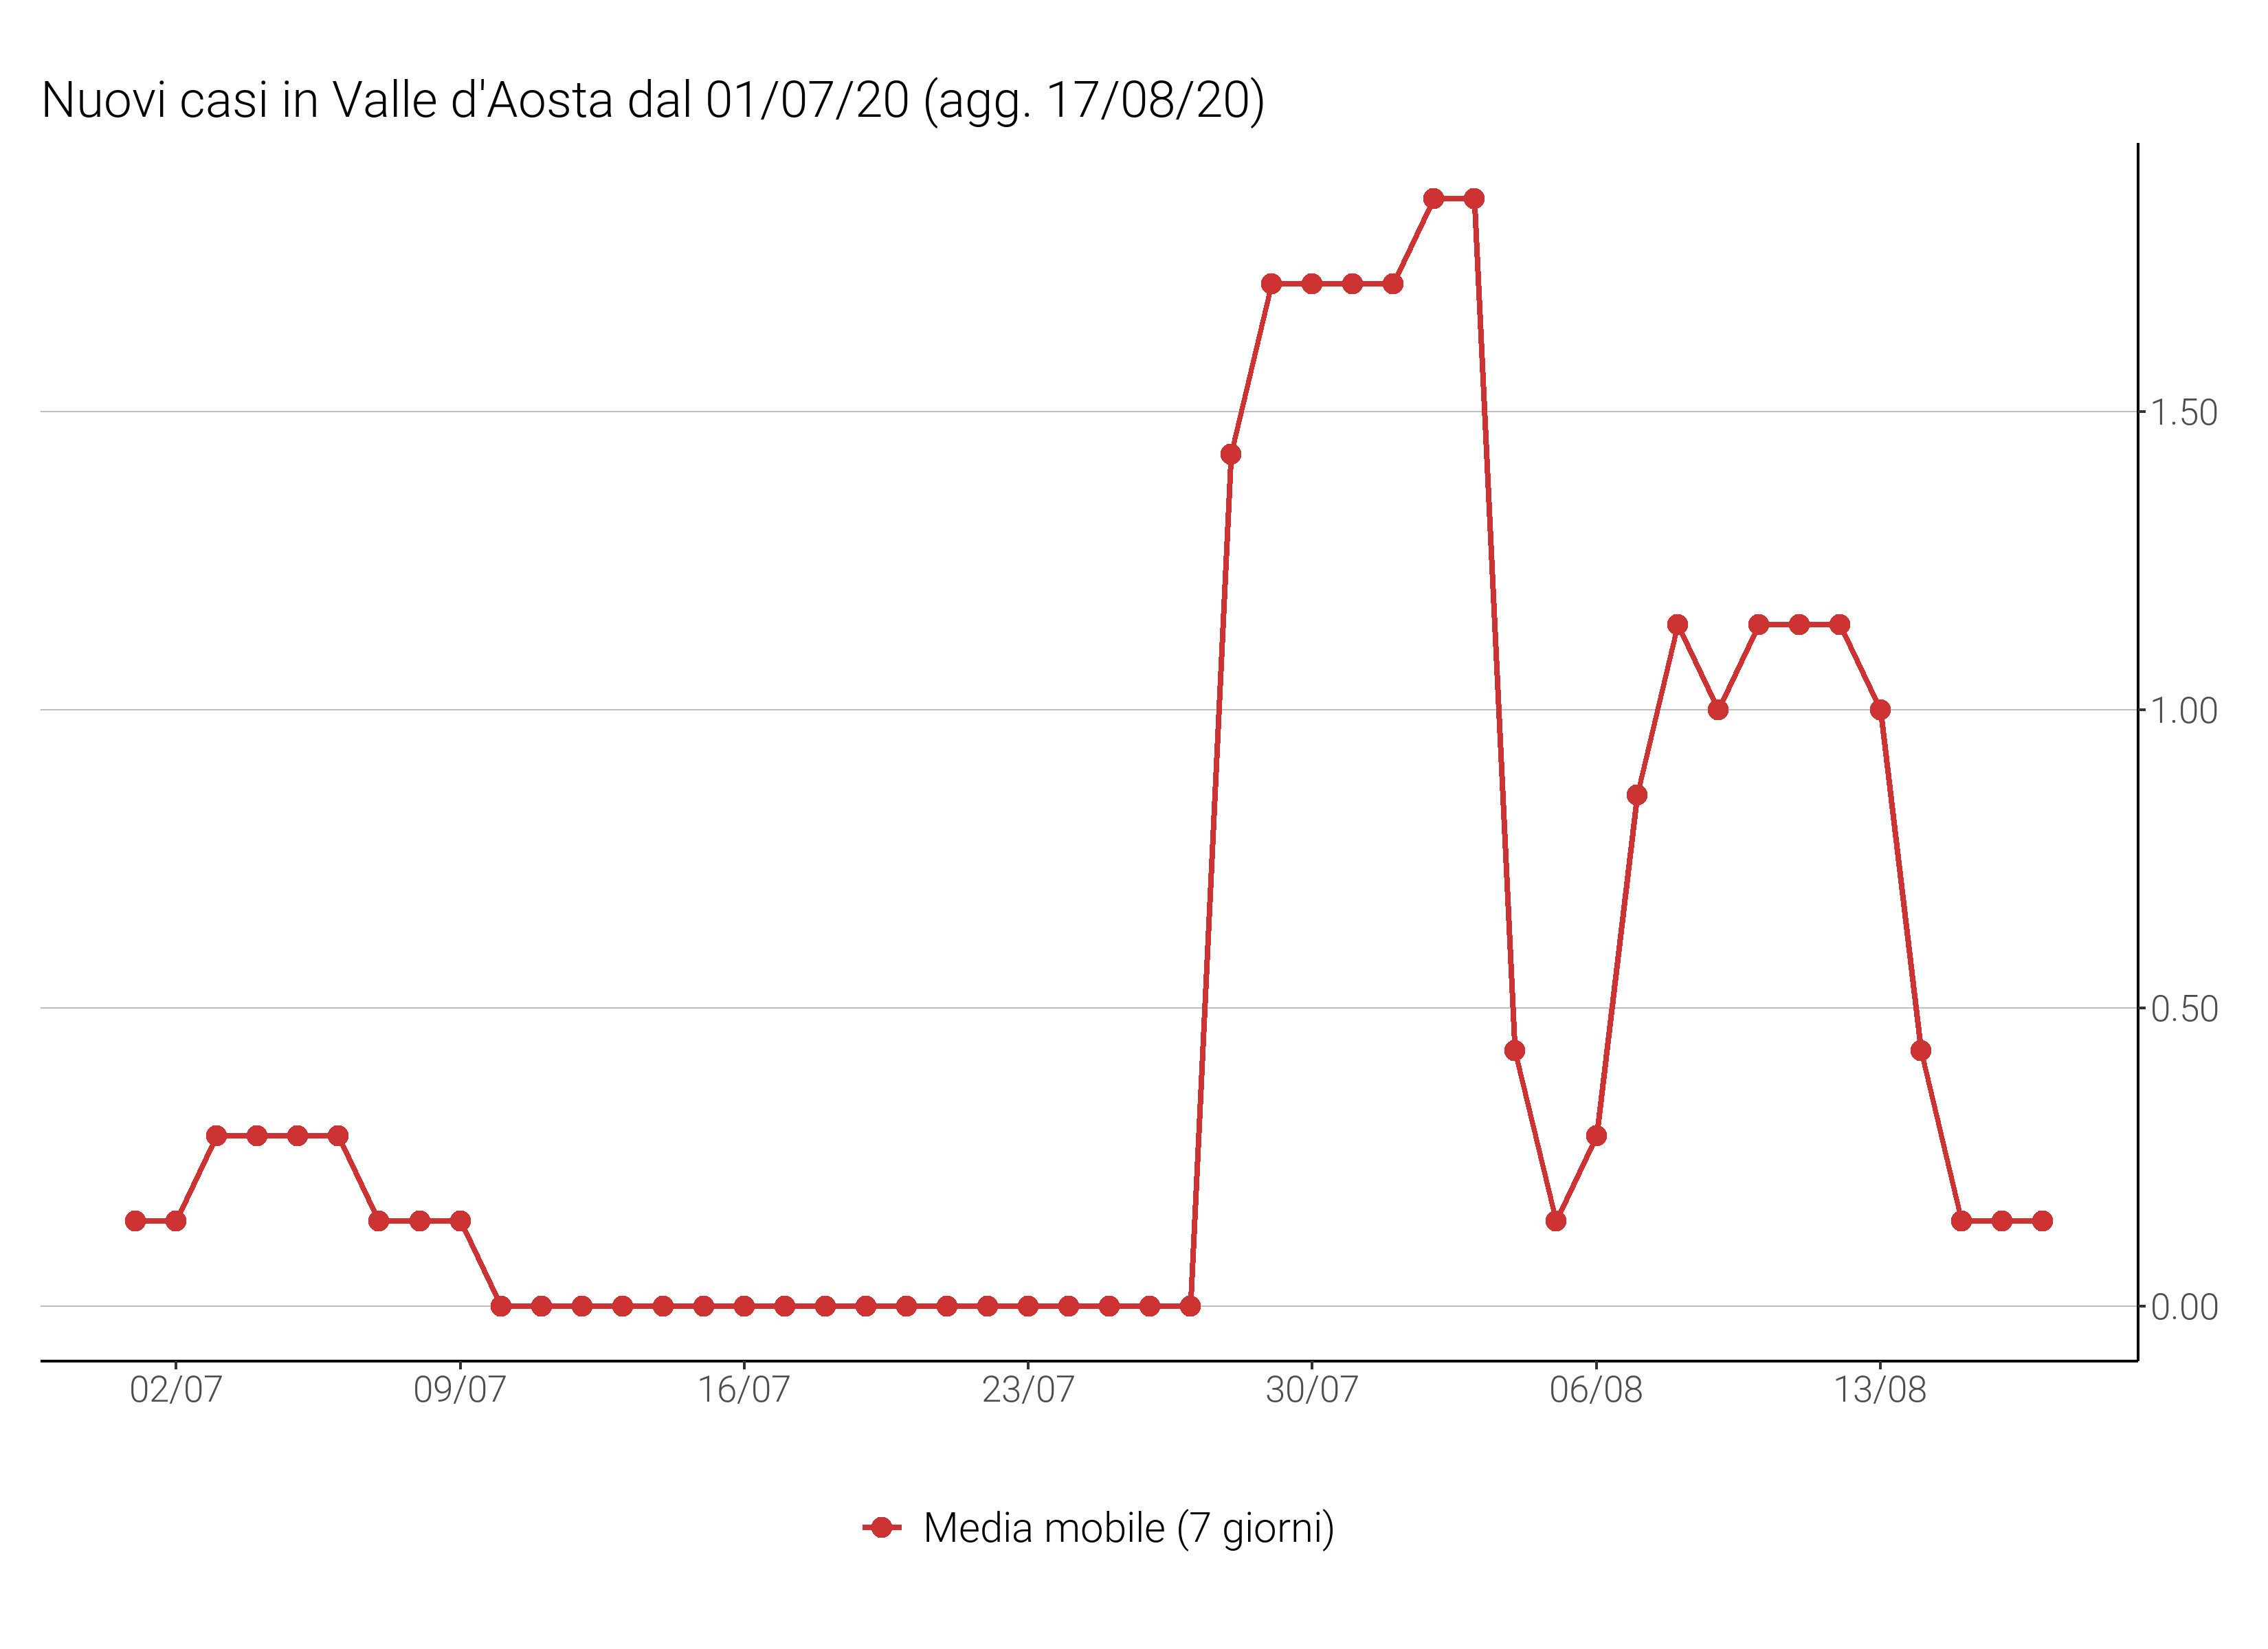 Nuovi casi in Valle d'Aosta dal 01/07/20 (agg. 17/08/20)
1.50
1.00
0.50
0.00
02/07 09/07 16/07 23/07 30/07 06/08 13/08
Media mobile (7 giorni)